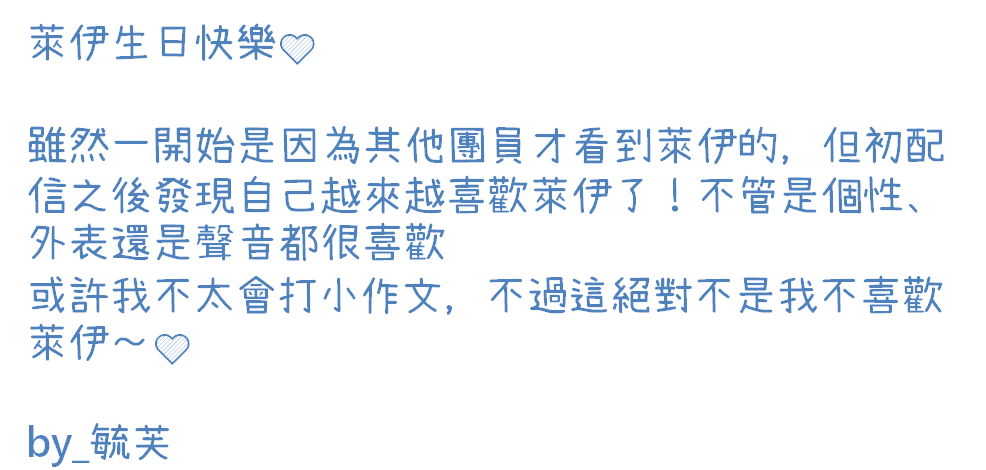 萊伊生日快樂♡
雖然一開始是因為其他團員才看到萊伊的，但初配
信之後發現自己越來越喜歡萊伊了！不管是個性、
外表還是聲音都很喜歡
或許我不太會打小作文，不過這絕對不是我不喜歡
萊伊～♡
by_毓芙